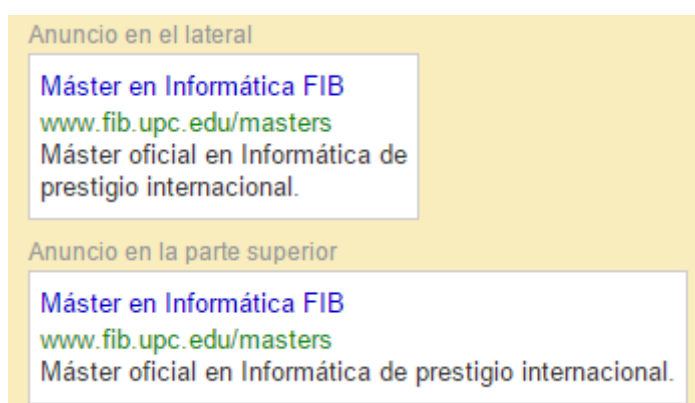 Anuncio en el lateral
Máster en Informática FIB
www.fib.upc.edu/masters
Máster oficial en Informática de
prestigio internacional.
Anuncio en la parte superior
Máster en Informática FIB
www.fib.upc.edu/masters
Máster oficial en Informática de prestigio internacional.